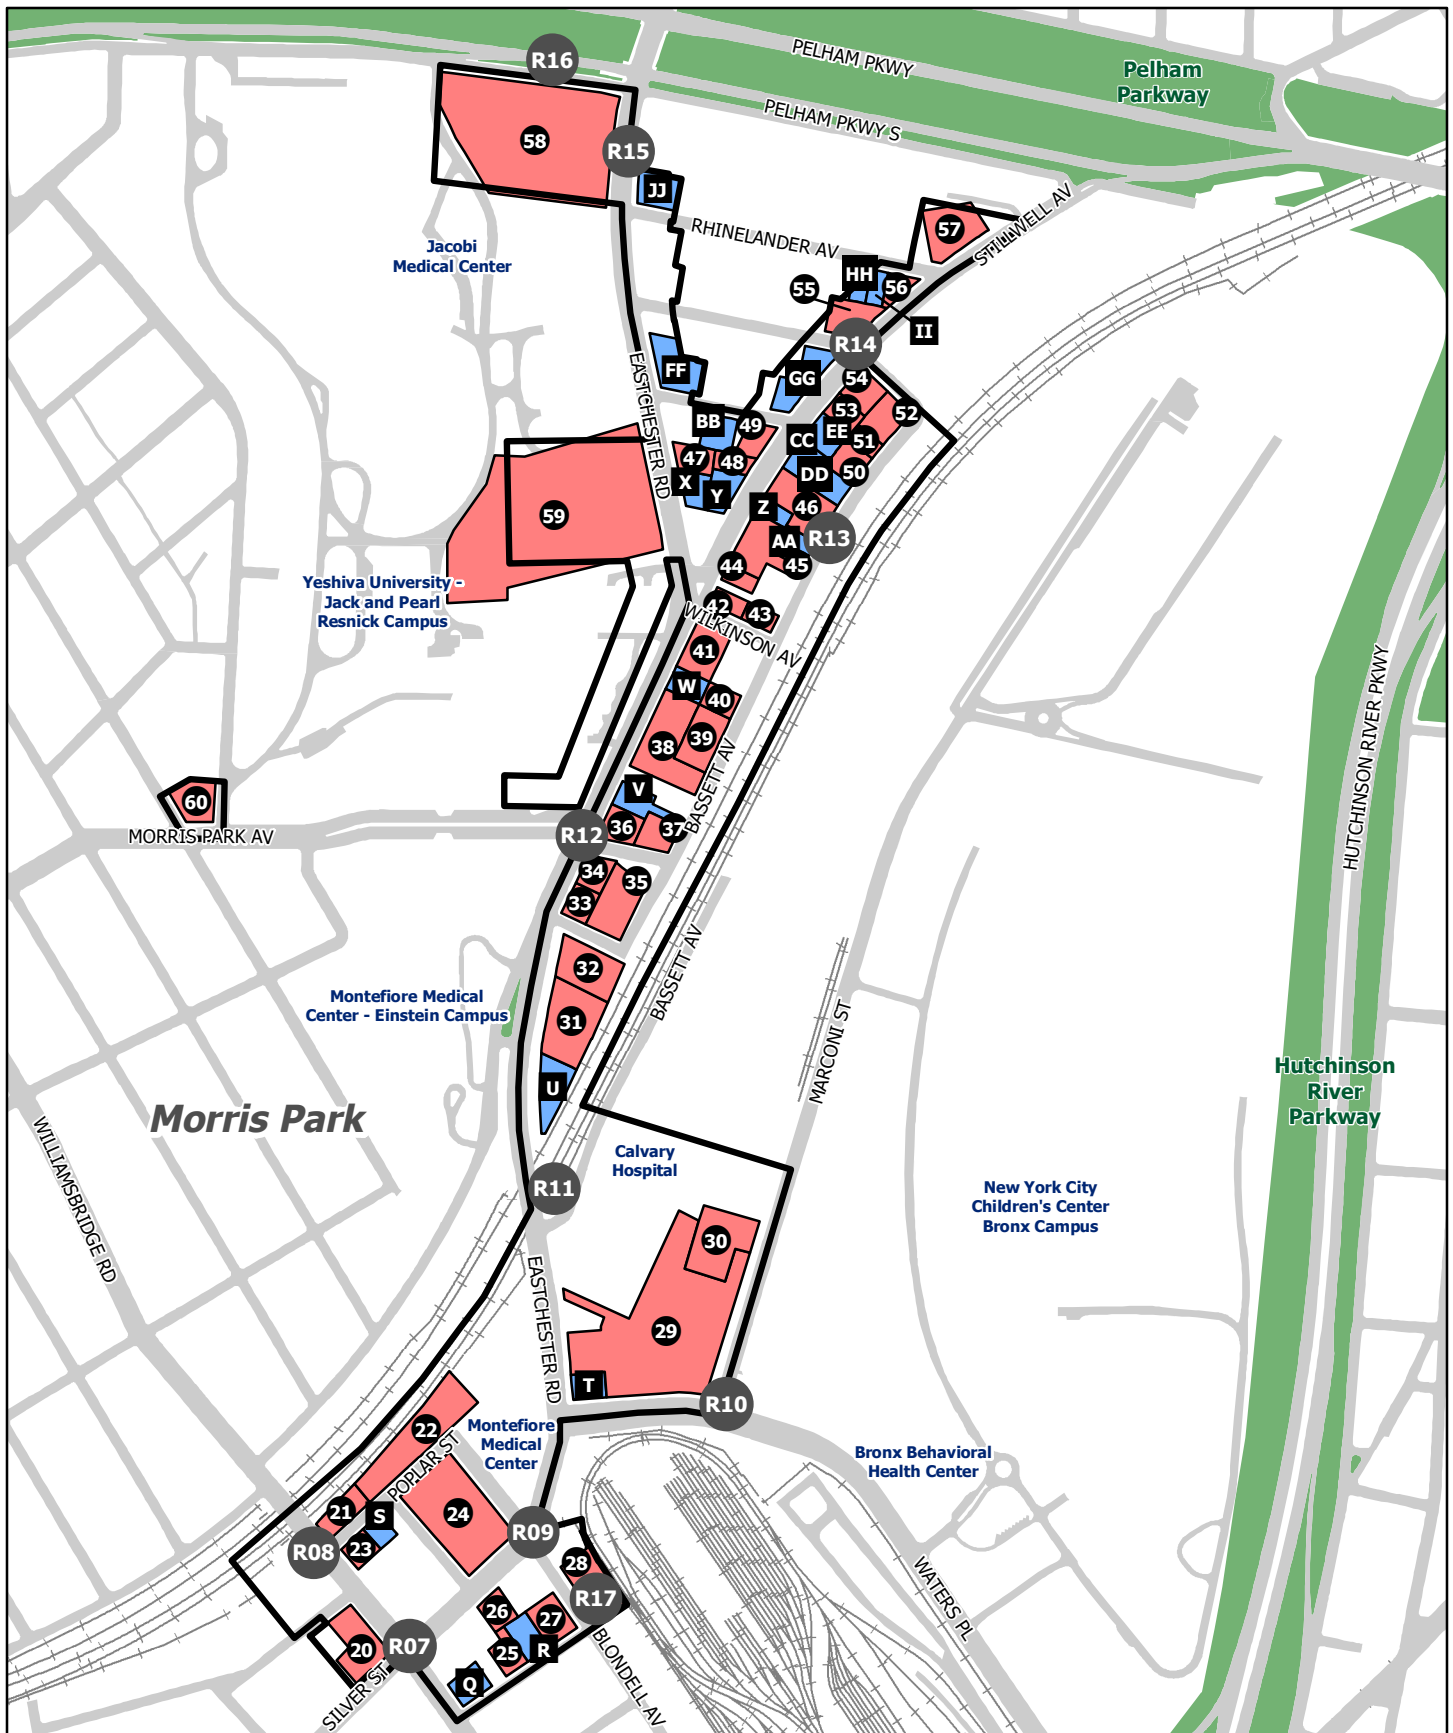 R16
PELHAM PKWY
Pelham
Parkway
58
PELHAM PKWY S
R15
JJ
RHINELANDER AV
57
STILLWELL AV
Jacobi
Medical Center
HH
55
56
II
R14
EASTCHESTER RD
FF
GG
54
53
52
BB
49
CC
EE
51
47
48
DD
50
X
Y
Z
46
59
AA
R13
44
45
Yeshiva University -
Jack and Pearl
Resnick Campus
42
43
WILKINSON AV
41
W
40
38
39
BASSETT AV
HUTCHINSON RIVER PKWY
60
V
MORRIS PARK AV
R12
36
37
34
35
33
32
BASSETT AV
Montefiore Medical
Center - Einstein Campus
31
MARCONI ST
U
Hutchinson
River
Parkway
Morris Park
WILLIAMSBRIDGE RD
Calvary
Hospital
R11
New York City
Children's Center
Bronx Campus
30
EASTCHESTER RD
29
T
R10
22
Montefiore
Medical
Center
Bronx Behavioral
Health Center
POPLAR ST
21
S
24
R08
23
R09
28
R17
WATERS PL
26
27
20
R07
25
R
Q
SILVER ST
BLONDELL AV